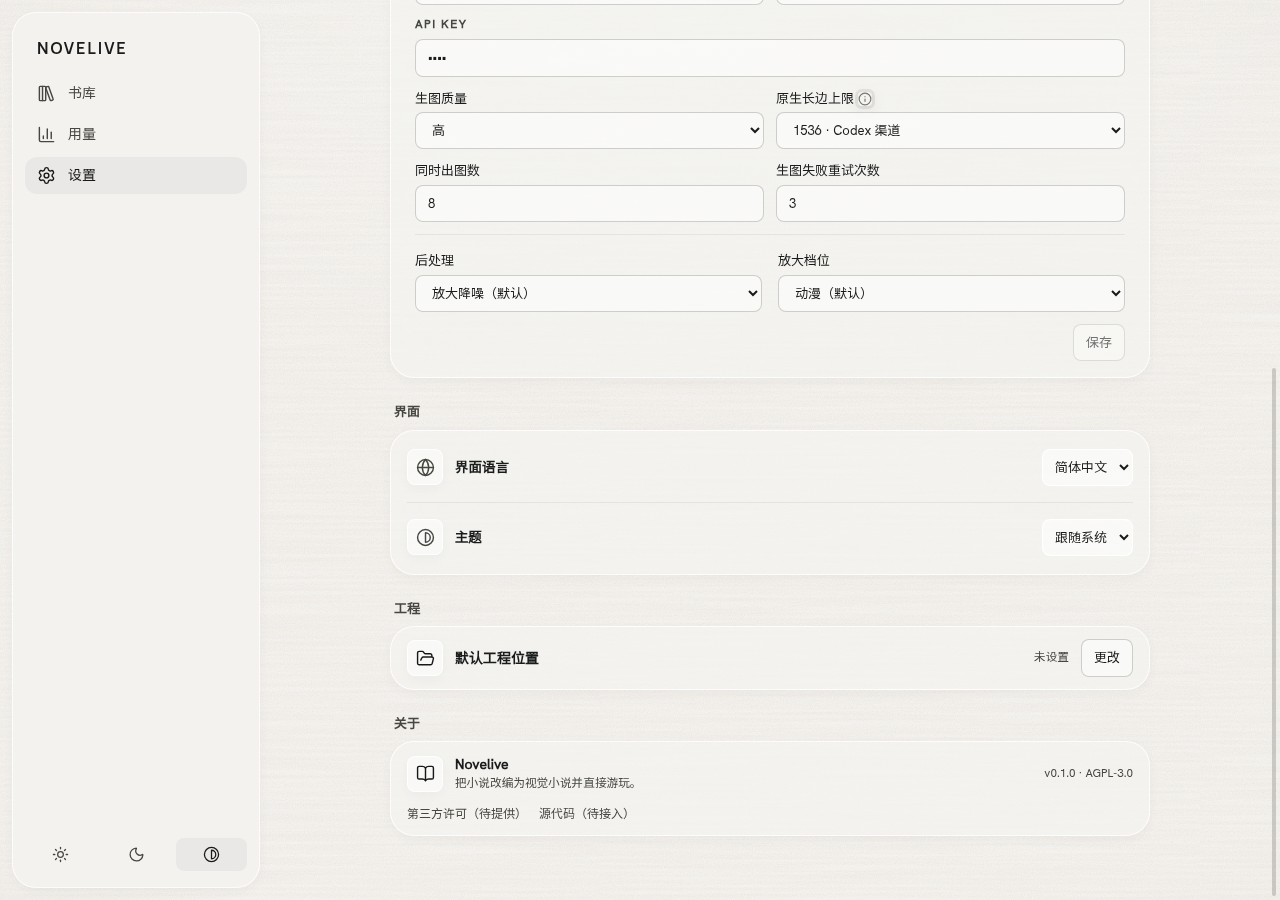 NOVELIVE
书库
用量
设置
API KEY
••••
生图质量
原生长边上限
高
1536 · Codex 渠道
同时出图数
生图失败重试次数
8
3
后处理
放大档位
放大降噪（默认）
动漫（默认）
保存
界面
界面语言
简体中文
主题
跟随系统
工程
默认工程位置
未设置
更改
关于
Novelive
把小说改编为视觉小说并直接游玩。
v0.1.0 · AGPL-3.0
第三方许可（待提供） 源代码（待接入）